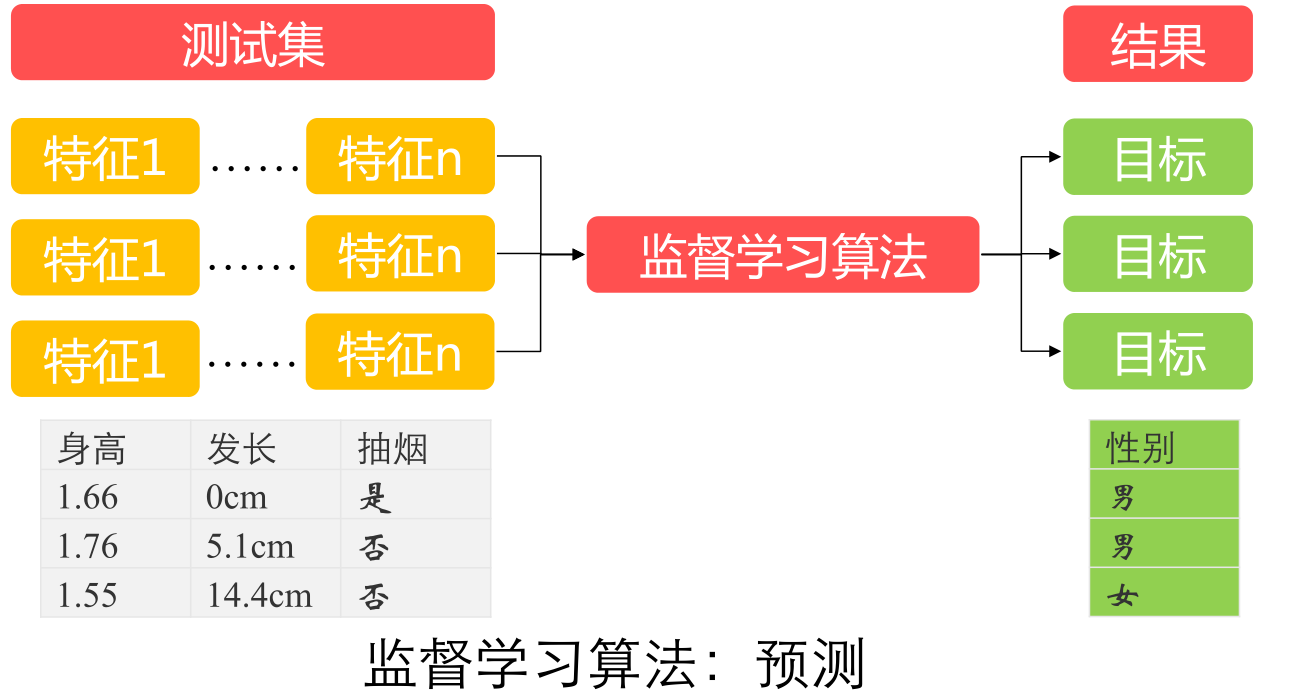 测试集 结果
特征1 …… 特征n 目标
监督学习算法
特征1 …… 特征n 目标
特征1 …… 特征n 目标
身高 发长 抽烟 性别
1.66 0cm 是 男
1.76 5.1cm 否 男
1.55 14.4cm 否 女
监督学习算法：预测